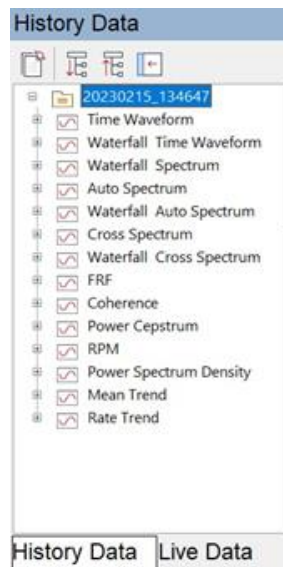 History Data
20230215_134647
Time Waveform
Waterfall Time Waveform
Waterfall Spectrum
Auto Spectrum
Waterfall Auto Spectrum
Cross Spectrum
Waterfall Cross Spectrum
FRF
Coherence
Power Cepstrum
RPM
Power Spectrum Density
Mean Trend
Rate Trend
History Data Live Data